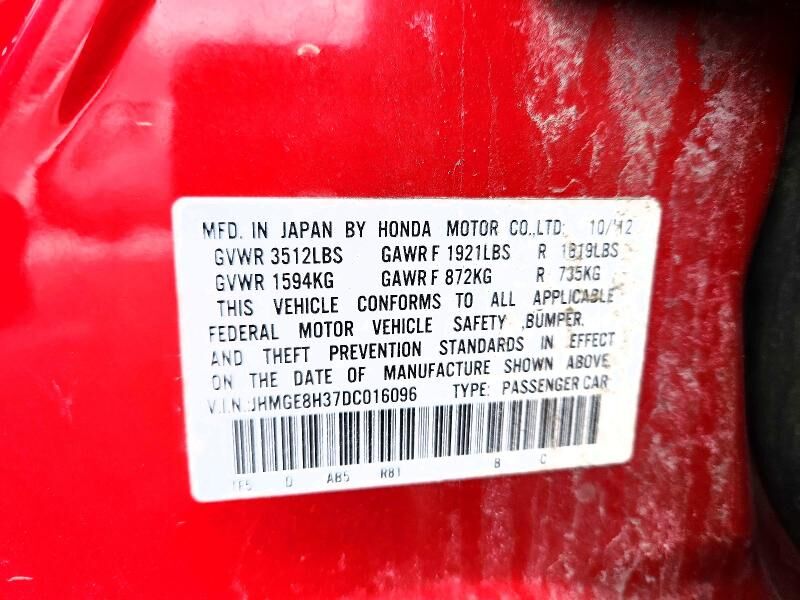 MFD. IN JAPAN BY HONDA MOTOR CO.,LTD. 10/12
GVWR 3512LBS GAWR F 1921LBS R 1619LBS
GVWR 1594KG GAWR F 872KG R 735KG
THIS VEHICLE CONFORMS TO ALL APPLICABLE
FEDERAL MOTOR VEHICLE SAFETY ,BUMPER,
AND THEFT PREVENTION STANDARDS IN EFFECT
ON THE DATE OF MANUFACTURE SHOWN ABOVE.
V.I.N.:JHMGE8H37DC016096 TYPE: PASSENGER CAR
TF5 D AB5 R81 B C